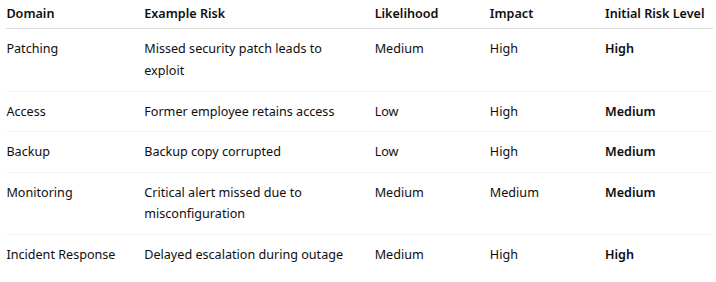 Domain Example Risk Likelihood Impact Initial Risk Level
Patching Missed security patch leads to Medium High High
exploit
Access Former employee retains access Low High Medium
Backup Backup copy corrupted Low High Medium
Monitoring Critical alert missed due to Medium Medium Medium
misconfiguration
Incident Response Delayed escalation during outage Medium High High